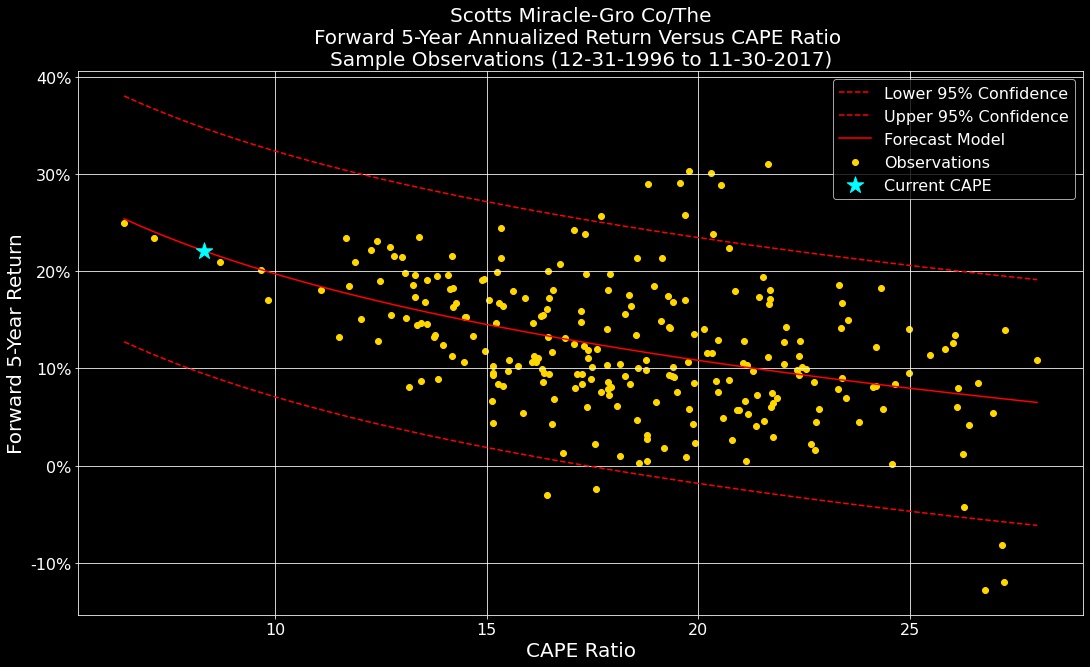 Scotts Miracle-Gro Co/The
Forward 5-Year Annualized Return Versus CAPE Ratio
Sample Observations (12-31-1996 to 11-30-2017)
Forward 5-Year Return
40%
30%
20%
10%
0%
-10%
Lower 95% Confidence
Upper 95% Confidence
Forecast Model
Observations
Current CAPE
10
15
20
25
CAPE Ratio